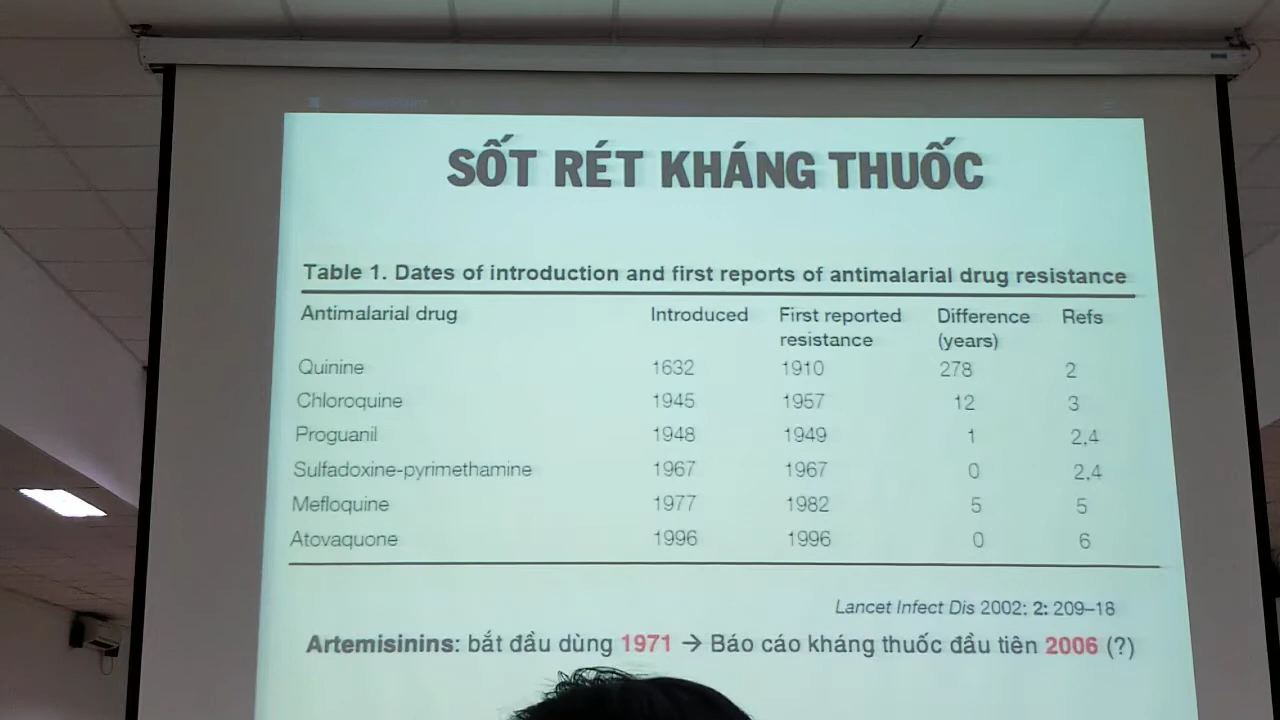 SỐT RÉT KHÁNG THUỐC
Table 1. Dates of introduction and first reports of antimalarial drug resistance
Antimalarial drug Introduced First reported resistance Difference (years) Refs
Quinine 1632 1910 278 2
Chloroquine 1945 1957 12 3
Proguanil 1948 1949 1 2,4
Sulfadoxine-pyrimethamine 1967 1967 0 2,4
Mefloquine 1977 1982 5 5
Atovaquone 1996 1996 0 6
Lancet Infect Dis 2002; 2: 209–18
Artemisinins: bắt đầu dùng 1971 → Báo cáo kháng thuốc đầu tiên 2006 (?)